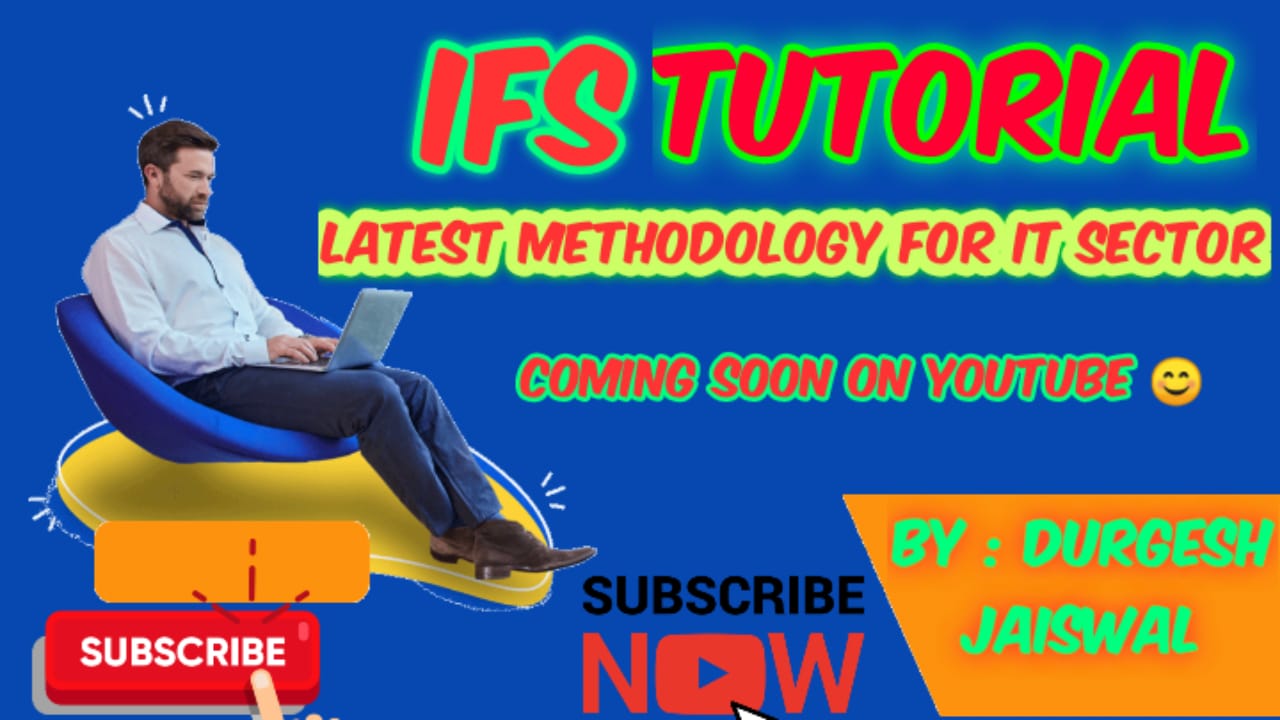 IFS TUTORIAL
LATEST METHODOLOGY FOR IT SECTOR
COMING SOON ON YOUTUBE 😊
BY : DURGESH
JAISWAL
SUBSCRIBE
NOW
SUBSCRIBE